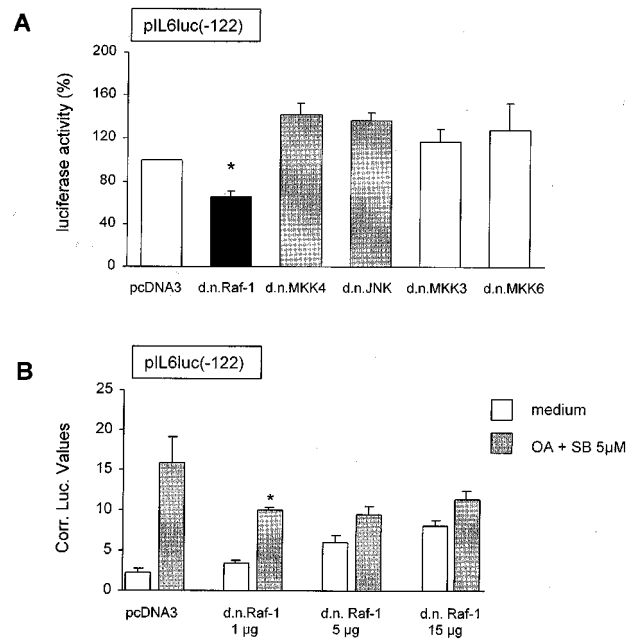 A
pIL6luc(-122)
luciferase activity (%)
200
160
120
80
40
0
*
pcDNA3 d.n.Raf-1 d.n.MKK4 d.n.JNK d.n.MKK3 d.n.MKK6
B
pIL6luc(-122)
Corr. Luc. Values
25
20
15
10
5
0
*
medium
OA + SB 5µM
pcDNA3 d.n.Raf-1 d.n. Raf-1 d.n. Raf-1
1 µg 5 µg 15 µg